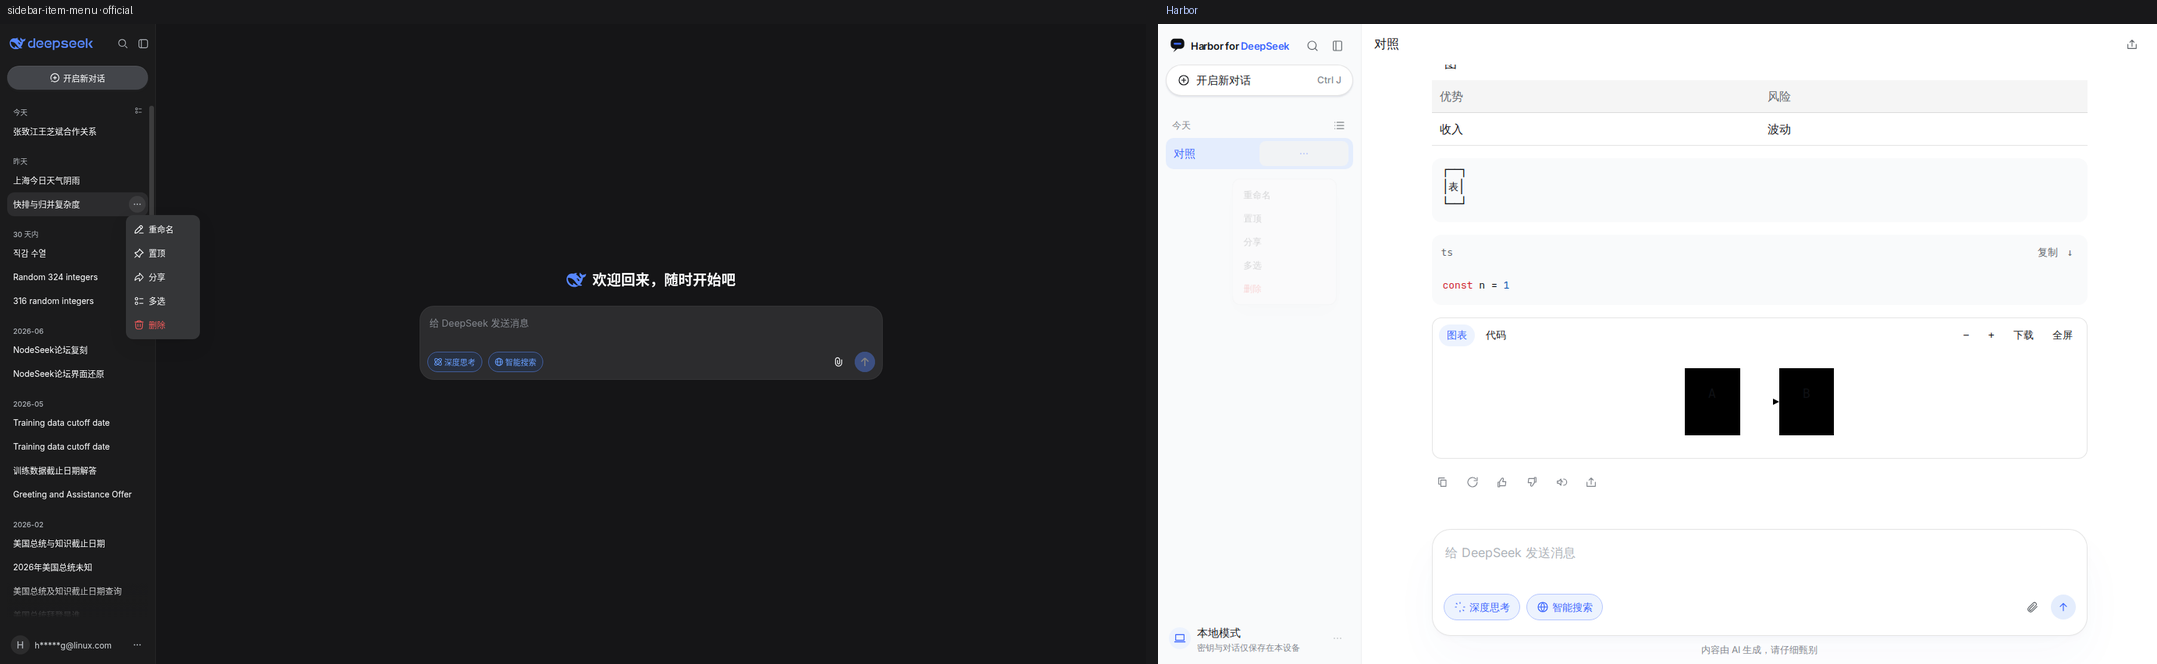 sidebar-item-menu · official
deepseek
开启新对话
今天
张致江王芝斌合作关系
昨天
上海今日天气阴雨
快排与归并复杂度
30 天内
직감 수열
Random 324 integers
316 random integers
2026-06
NodeSeek论坛复刻
NodeSeek论坛界面还原
2026-05
Training data cutoff date
Training data cutoff date
训练数据截止日期解答
Greeting and Assistance Offer
2026-02
美国总统与知识截止日期
2026年美国总统未知
美国总统及知识截止日期查询
H h*****g@linux.com
重命名
置顶
分享
多选
删除
欢迎回来，随时开始吧
给 DeepSeek 发送消息
深度思考 智能搜索
Harbor
Harbor for DeepSeek
开启新对话 Ctrl J
今天
对照
重命名
置顶
分享
多选
删除
本地模式
密钥与对话仅保存在本设备
对照
优势 风险
收入 波动
表
ts 复制 ↓
const n = 1
图表 代码 − + 下载 全屏
A B
给 DeepSeek 发送消息
深度思考 智能搜索
内容由 AI 生成，请仔细甄别